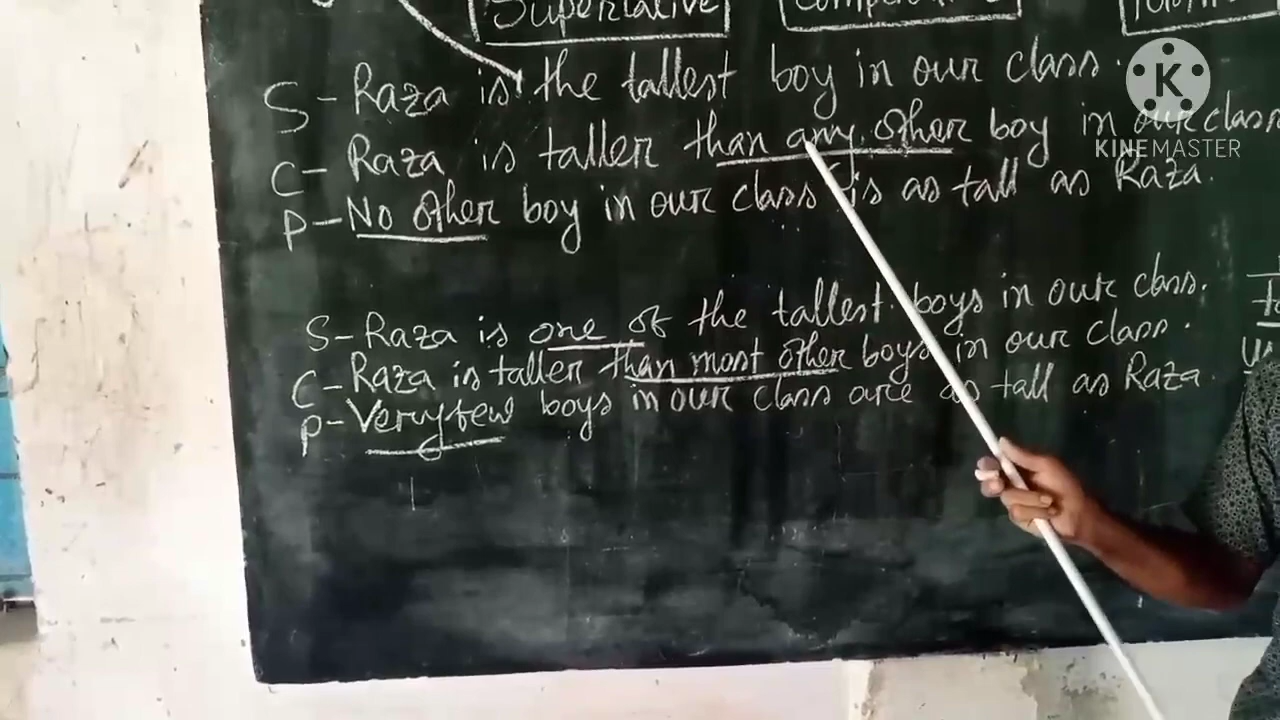 Superlative
S - Raza is the tallest boy in our class.
C - Raza is taller than any other boy in our class
P - No other boy in our class is as tall as Raza.
S - Raza is one of the tallest boys in our class.
C - Raza is taller than most other boys in our class.
P - Very few boys in our class are as tall as Raza.
K
KINEMASTER